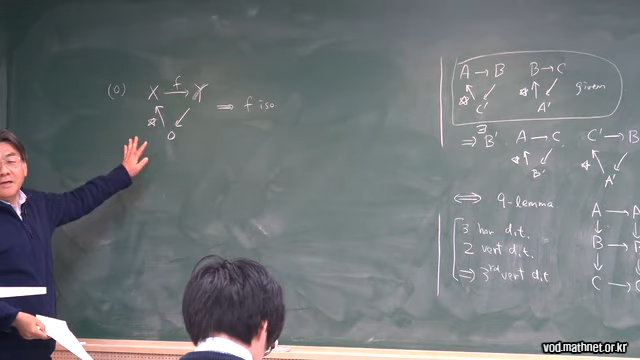 (0) X →f Y
☆ 0
⟹ f iso.
A → B   B → C   given
☆ C'   ☆ A'
⟹ ∃ B'   A → C   C' → B'
☆ B'   ☆ A'
⟺ 9-lemma
3 hor d.t.
2 vert d.t.
⟹ 3rd vert d.t
A → A
B → B
C → C
vod.mathnet.or.kr